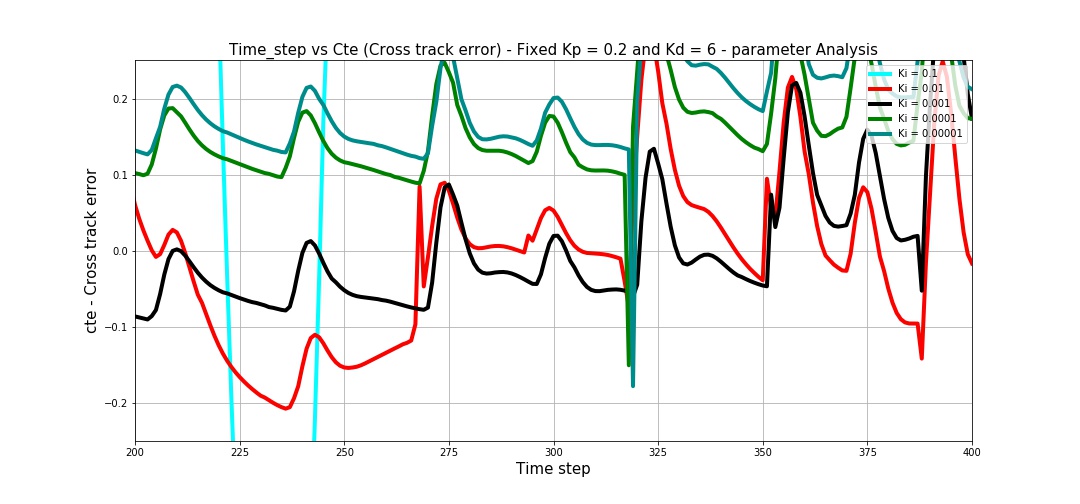 Time_step vs Cte (Cross track error) - Fixed Kp = 0.2 and Kd = 6 - parameter Analysis
Ki = 0.1
Ki = 0.01
Ki = 0.001
Ki = 0.0001
Ki = 0.00001
cte - Cross track error
0.2
0.1
0.0
−0.1
−0.2
200 225 250 275 300 325 350 375 400
Time step